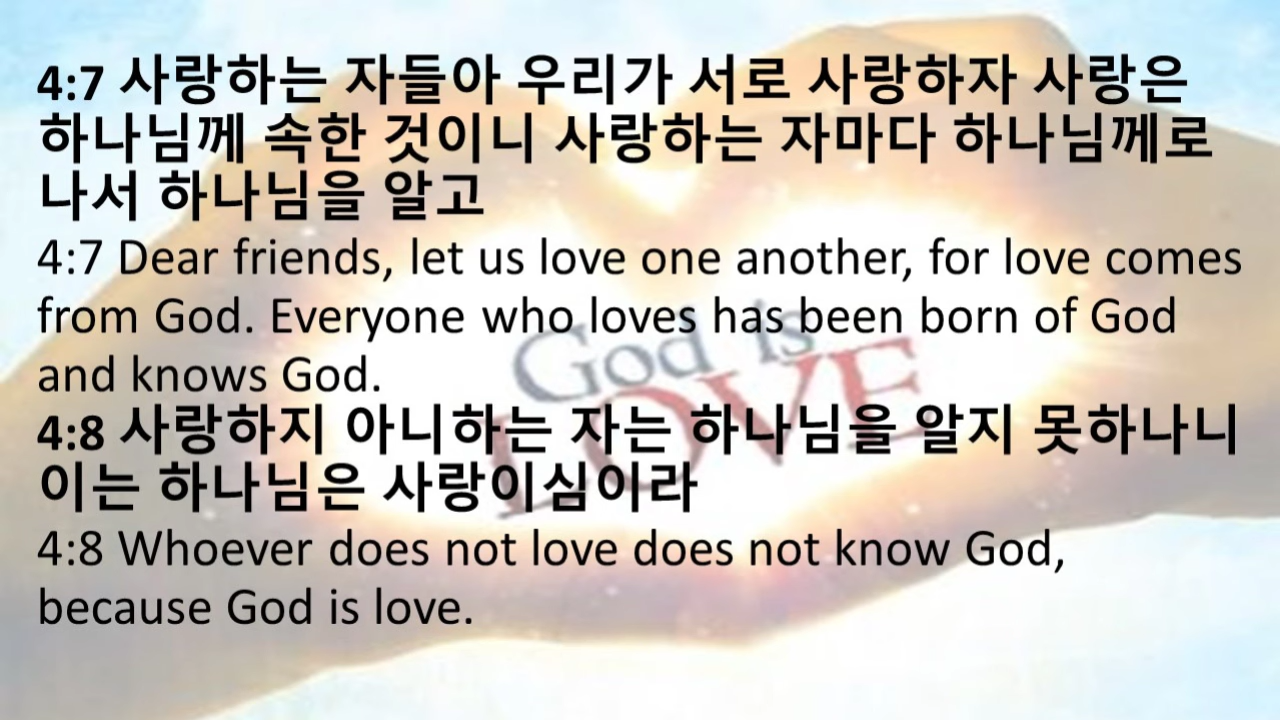 4:7 사랑하는 자들아 우리가 서로 사랑하자 사랑은
하나님께 속한 것이니 사랑하는 자마다 하나님께로
나서 하나님을 알고
4:7 Dear friends, let us love one another, for love comes
from God. Everyone who loves has been born of God
and knows God.
4:8 사랑하지 아니하는 자는 하나님을 알지 못하나니
이는 하나님은 사랑이심이라
4:8 Whoever does not love does not know God,
because God is love.
God is
LOVE